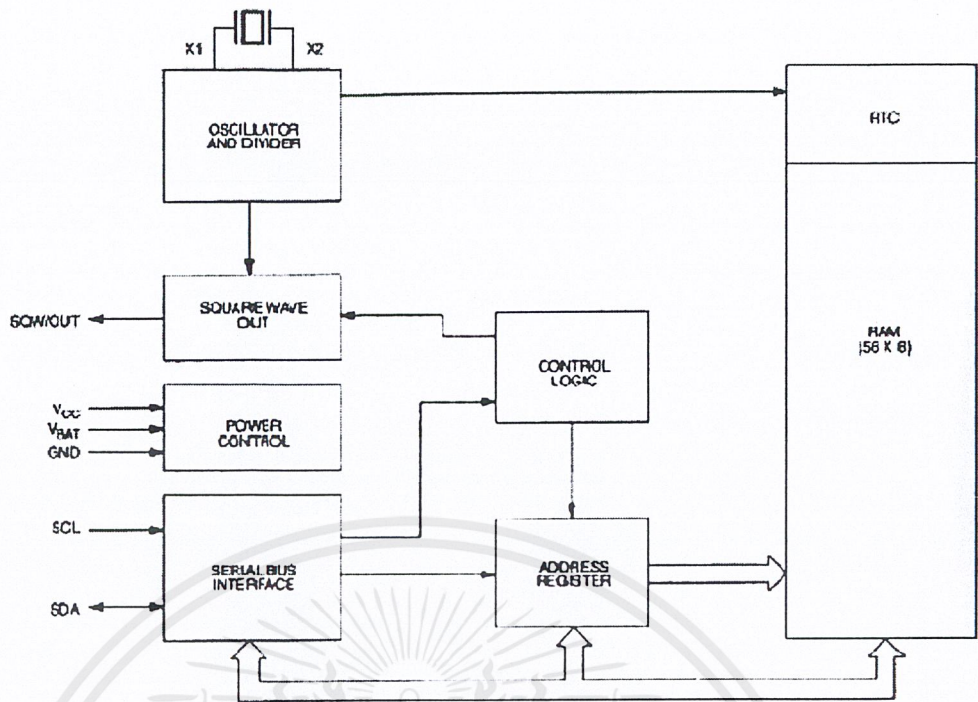 X1
X2
OSCILLATOR
AND DIVIDER
RTC
SQUARE WAVE
OUT
SQW/OUT
CONTROL
LOGIC
RAM
(56 X 8)
VCC
VBAT
GND
POWER
CONTROL
SCL
SDA
SERIAL BUS
INTERFACE
ADDRESS
REGISTER